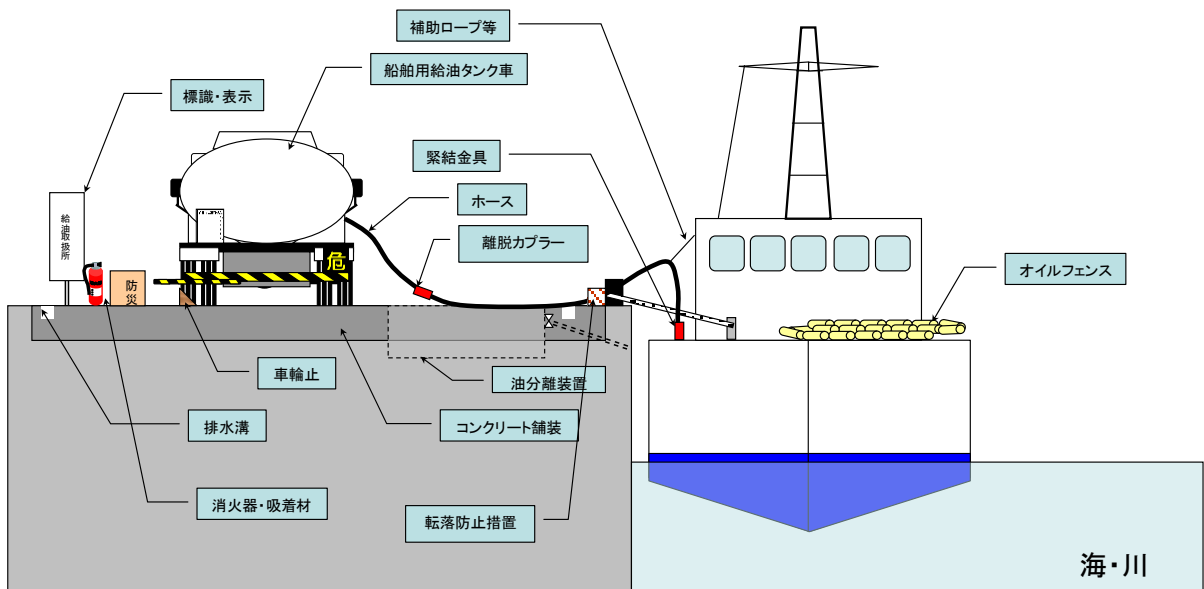 補助ロープ等
船舶用給油タンク車
標識・表示
緊結金具
ホース
離脱カプラー
オイルフェンス
給油取扱所
危
防災
車輪止
油分離装置
排水溝
コンクリート舗装
消火器・吸着材
転落防止措置
海・川